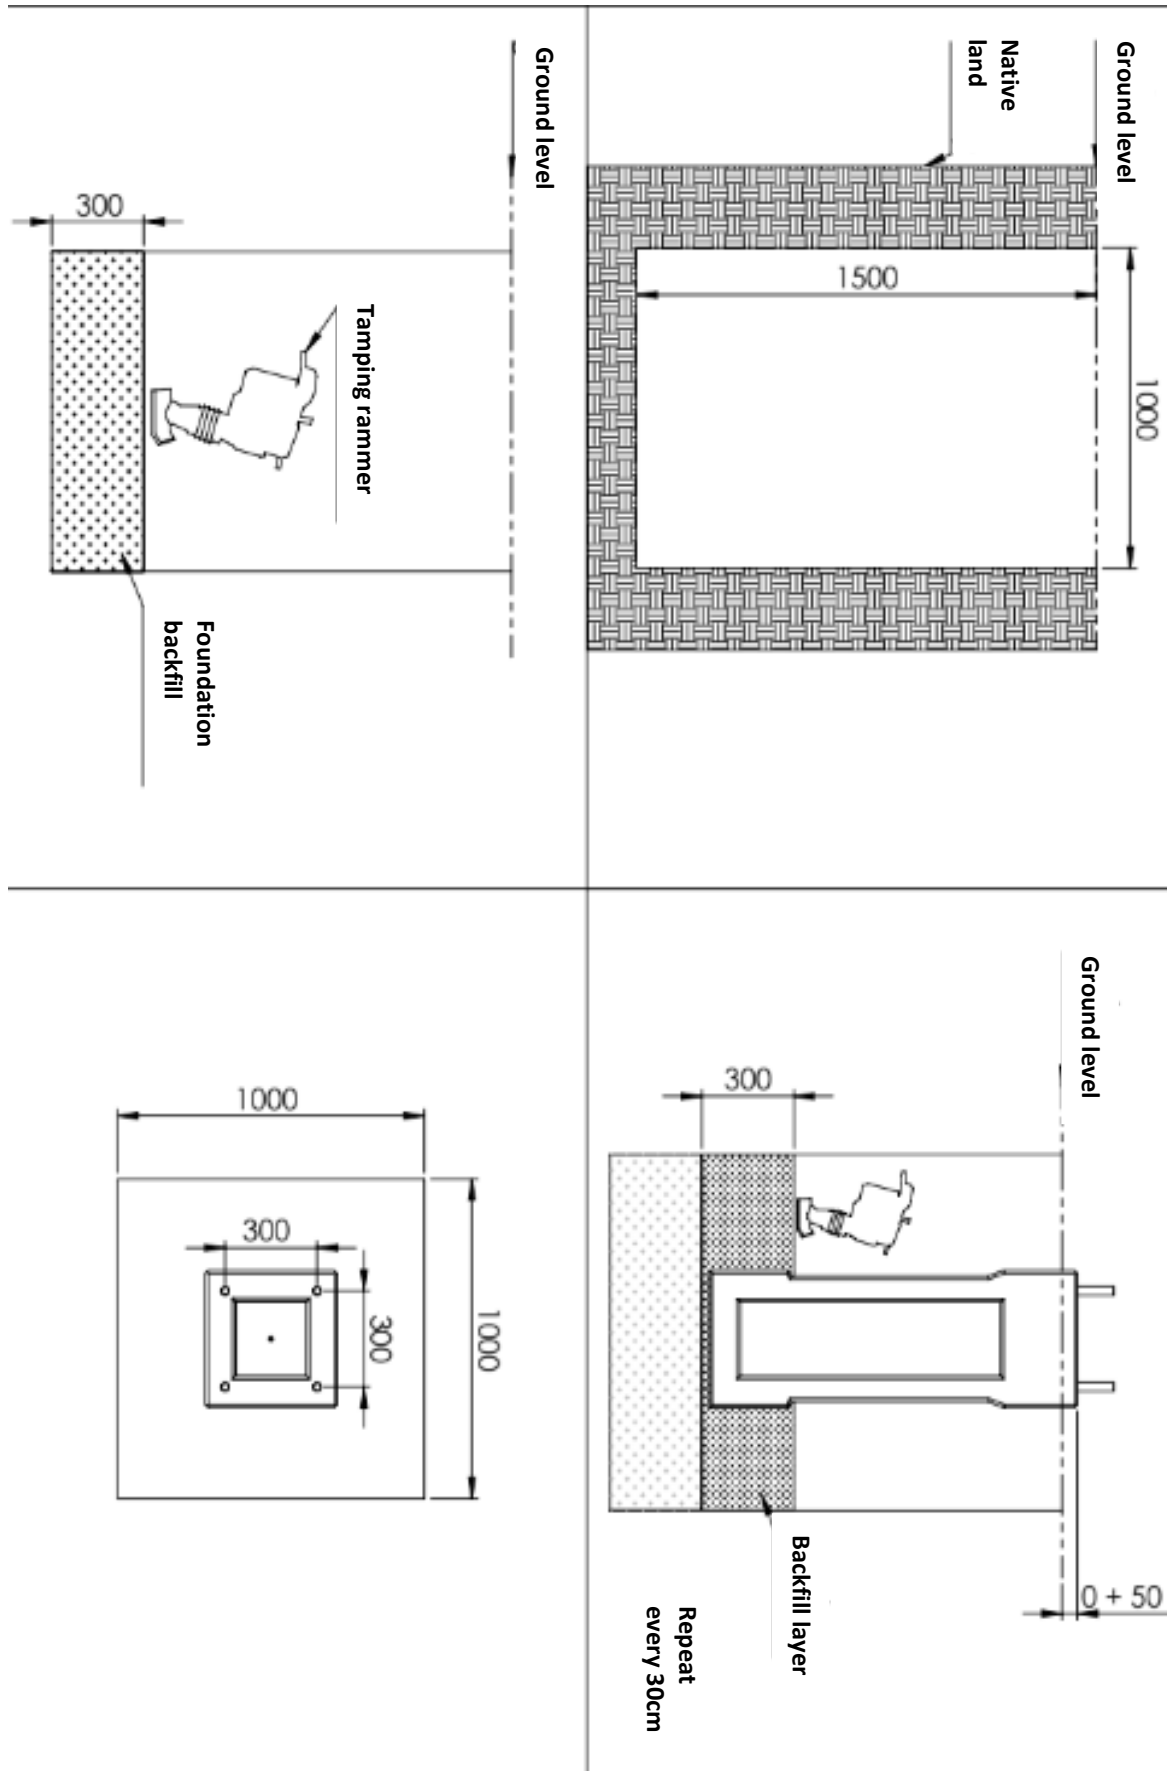 Ground level
1000
Native
land
1500
Ground level
Tamping rammer
Foundation
backfill
300
Ground level
0 + 50
300
Backfill layer
Repeat
every 30cm
1000
300
300
1000